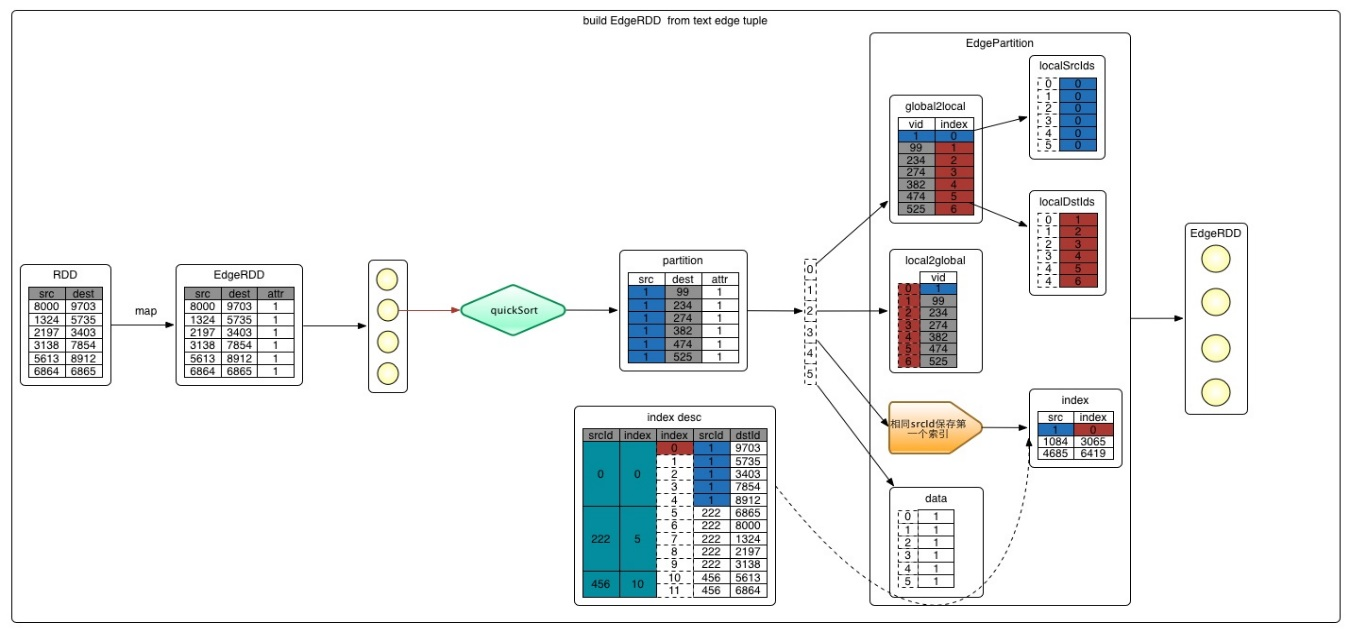 build EdgeRDD from text edge tuple
RDD
src dest
8000 9703
1324 5735
2197 3403
3138 7854
5613 8912
6864 6865
map
EdgeRDD
src dest attr
8000 9703 1
1324 5735 1
2197 3403 1
3138 7854 1
5613 8912 1
6864 6865 1
quickSort
partition
src dest attr
1 99 1
1 234 1
1 274 1
1 382 1
1 474 1
1 525 1
0
1
2
3
4
5
index desc
srcId index index srcId dstId
0 1 9703
1 1 5735
0 0 2 1 3403
3 1 7854
4 1 8912
5 222 6865
6 222 8000
222 5 7 222 1324
8 222 2197
9 222 3138
456 10 10 456 5613
11 456 6864
EdgePartition
global2local
vid index
1 0
99 1
234 2
274 3
382 4
474 5
525 6
localSrcIds
0 0
1 0
2 0
3 0
4 0
5 0
localDstIds
0 1
1 2
2 3
3 4
4 5
4 6
local2global
vid
0 1
1 99
2 234
3 274
4 382
5 474
6 525
相同srcId保存第
一个索引
index
src index
1 0
1084 3065
4685 6419
data
0 1
1 1
2 1
3 1
4 1
5 1
EdgeRDD